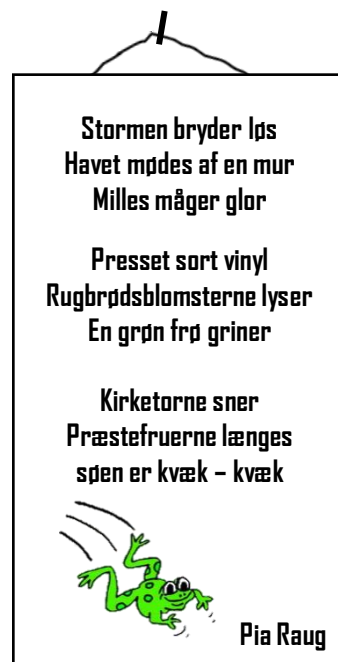 Stormen bryder løs
Havet mødes af en mur
Milles måger glor
Presset sort vinyl
Rugbrødsblomsterne lyser
En grøn frø griner
Kirketorne sner
Præstefruerne længes
søen er kvæk – kvæk
Pia Raug